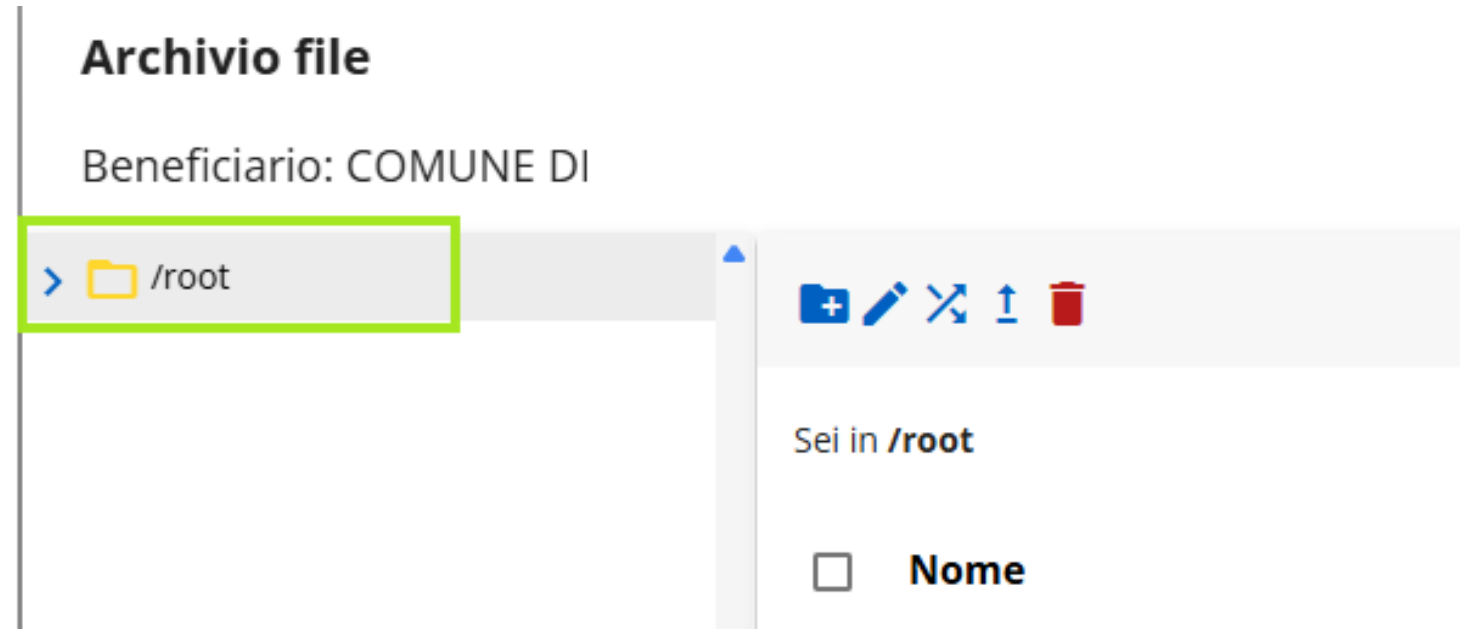 Archivio file
Beneficiario: COMUNE DI
/root
Sei in /root
Nome